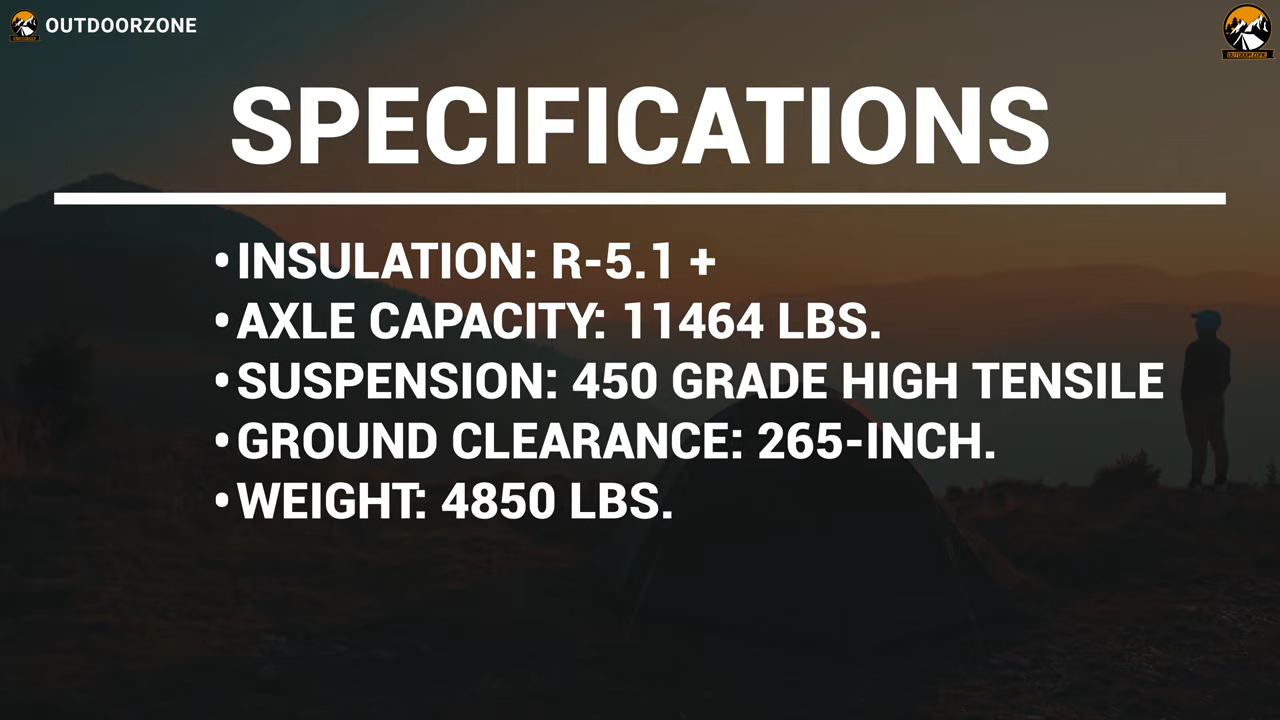 OUTDOORZONE
SPECIFICATIONS
• INSULATION: R-5.1 +
• AXLE CAPACITY: 11464 LBS.
• SUSPENSION: 450 GRADE HIGH TENSILE
• GROUND CLEARANCE: 265-INCH.
• WEIGHT: 4850 LBS.
OUTDOORZONE